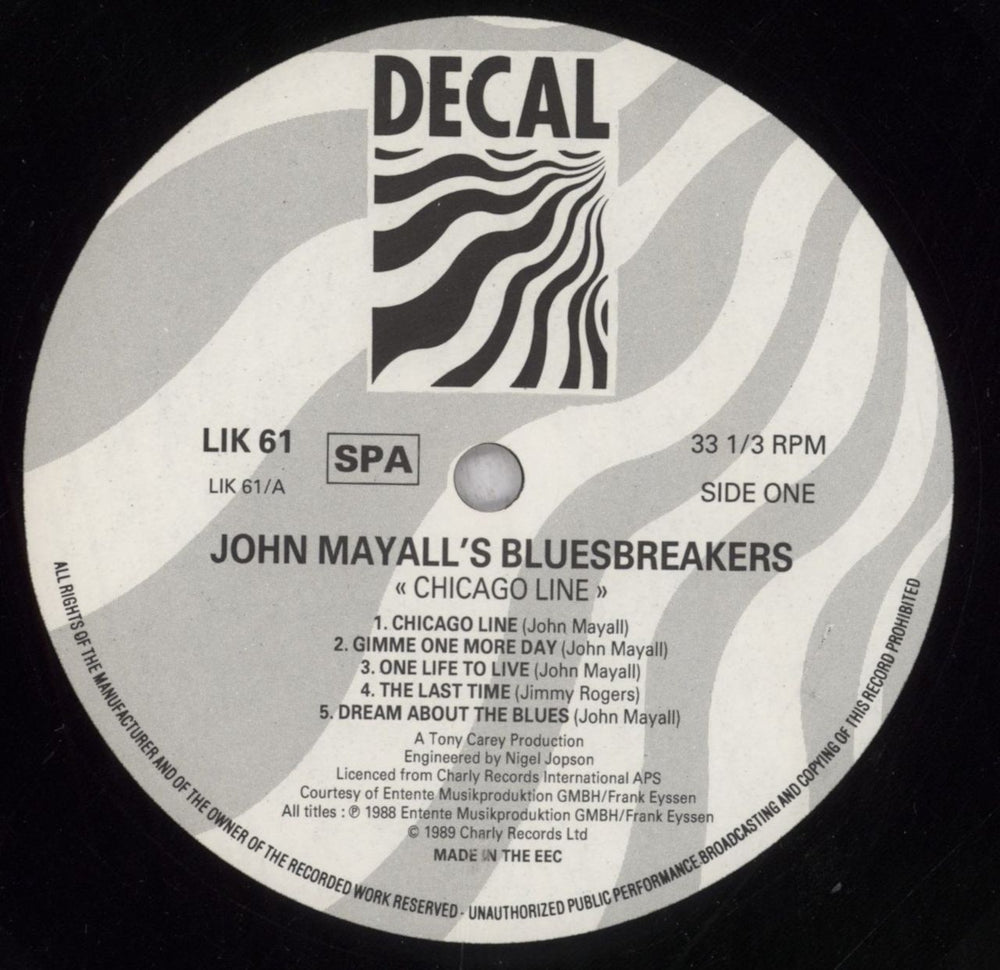 DECAL
LIK 61
SPA
33 1/3 RPM
LIK 61/A
SIDE ONE
JOHN MAYALL'S BLUESBREAKERS
« CHICAGO LINE »
1. CHICAGO LINE (John Mayall)
2. GIMME ONE MORE DAY (John Mayall)
3. ONE LIFE TO LIVE (John Mayall)
4. THE LAST TIME (Jimmy Rogers)
5. DREAM ABOUT THE BLUES (John Mayall)
A Tony Carey Production
Engineered by Nigel Jopson
Licenced from Charly Records International APS
Courtesy of Entente Musikproduktion GMBH/Frank Eyssen
All titles : ℗ 1988 Entente Musikproduktion GMBH/Frank Eyssen
© 1989 Charly Records Ltd
MADE IN THE EEC
ALL RIGHTS OF THE MANUFACTURER AND OF THE OWNER OF THE RECORDED WORK RESERVED - UNAUTHORIZED PUBLIC PERFORMANCE-BROADCASTING AND COPYING OF THIS RECORD PROHIBITED